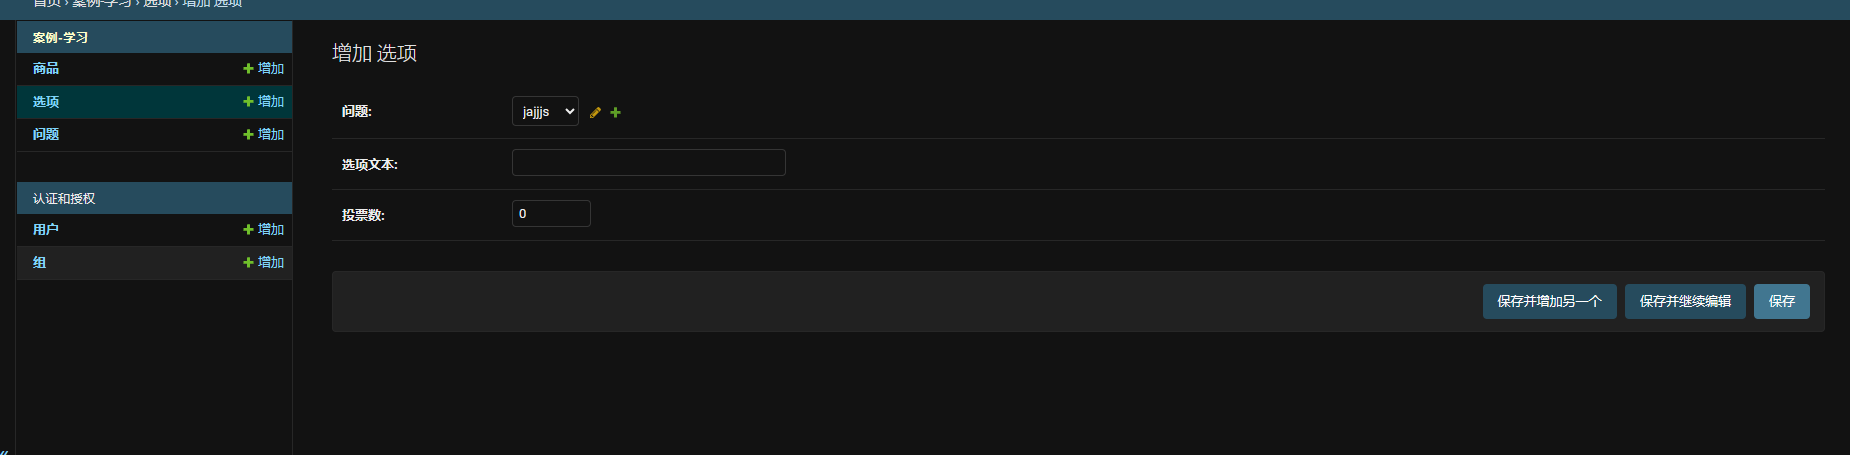 首页 › 案例-学习 › 选项 › 增加 选项
案例-学习
商品 增加
选项 增加
问题 增加
认证和授权
用户 增加
组 增加
«
增加 选项
问题: jajjjs
选项文本:
投票数: 0
保存并增加另一个 保存并继续编辑 保存